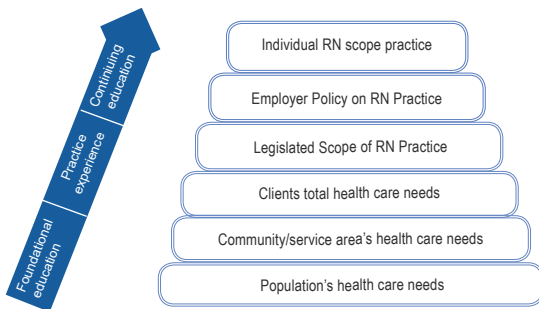 Individual RN scope practice
Employer Policy on RN Practice
Legislated Scope of RN Practice
Clients total health care needs
Community/service area's health care needs
Population's health care needs
Continuing
education
Practice
experience
Foundational
education